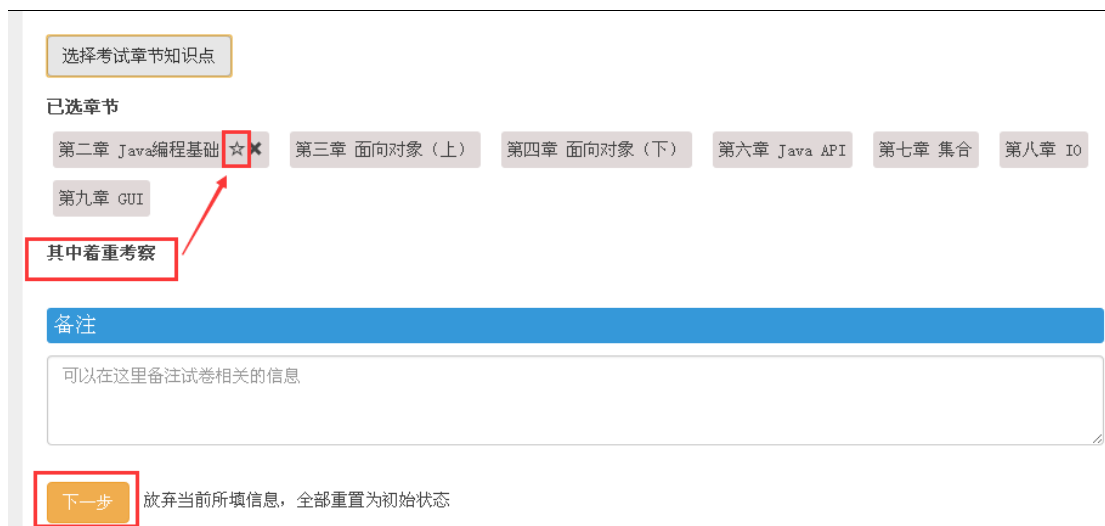 选择考试章节知识点
已选章节
第二章 Java编程基础 ☆✖ 第三章 面向对象（上） 第四章 面向对象（下） 第六章 Java API 第七章 集合 第八章 IO
第九章 GUI
其中着重考察
备注
可以在这里备注试卷相关的信息
下一步 放弃当前所填信息，全部重置为初始状态